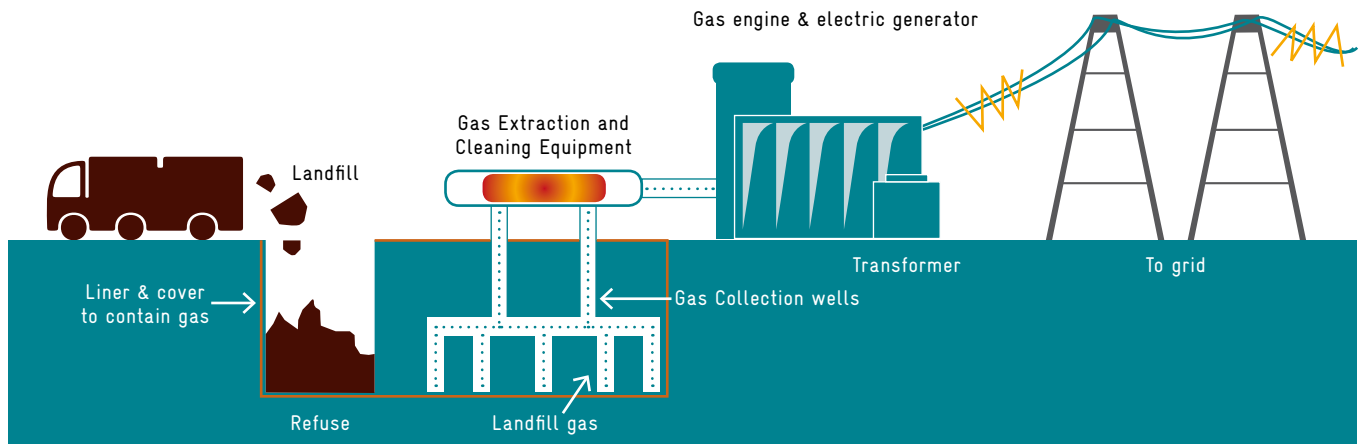 Gas engine & electric generator
Gas Extraction and
Cleaning Equipment
Landfill
Transformer
To grid
Liner & cover
to contain gas
Gas Collection wells
Refuse
Landfill gas